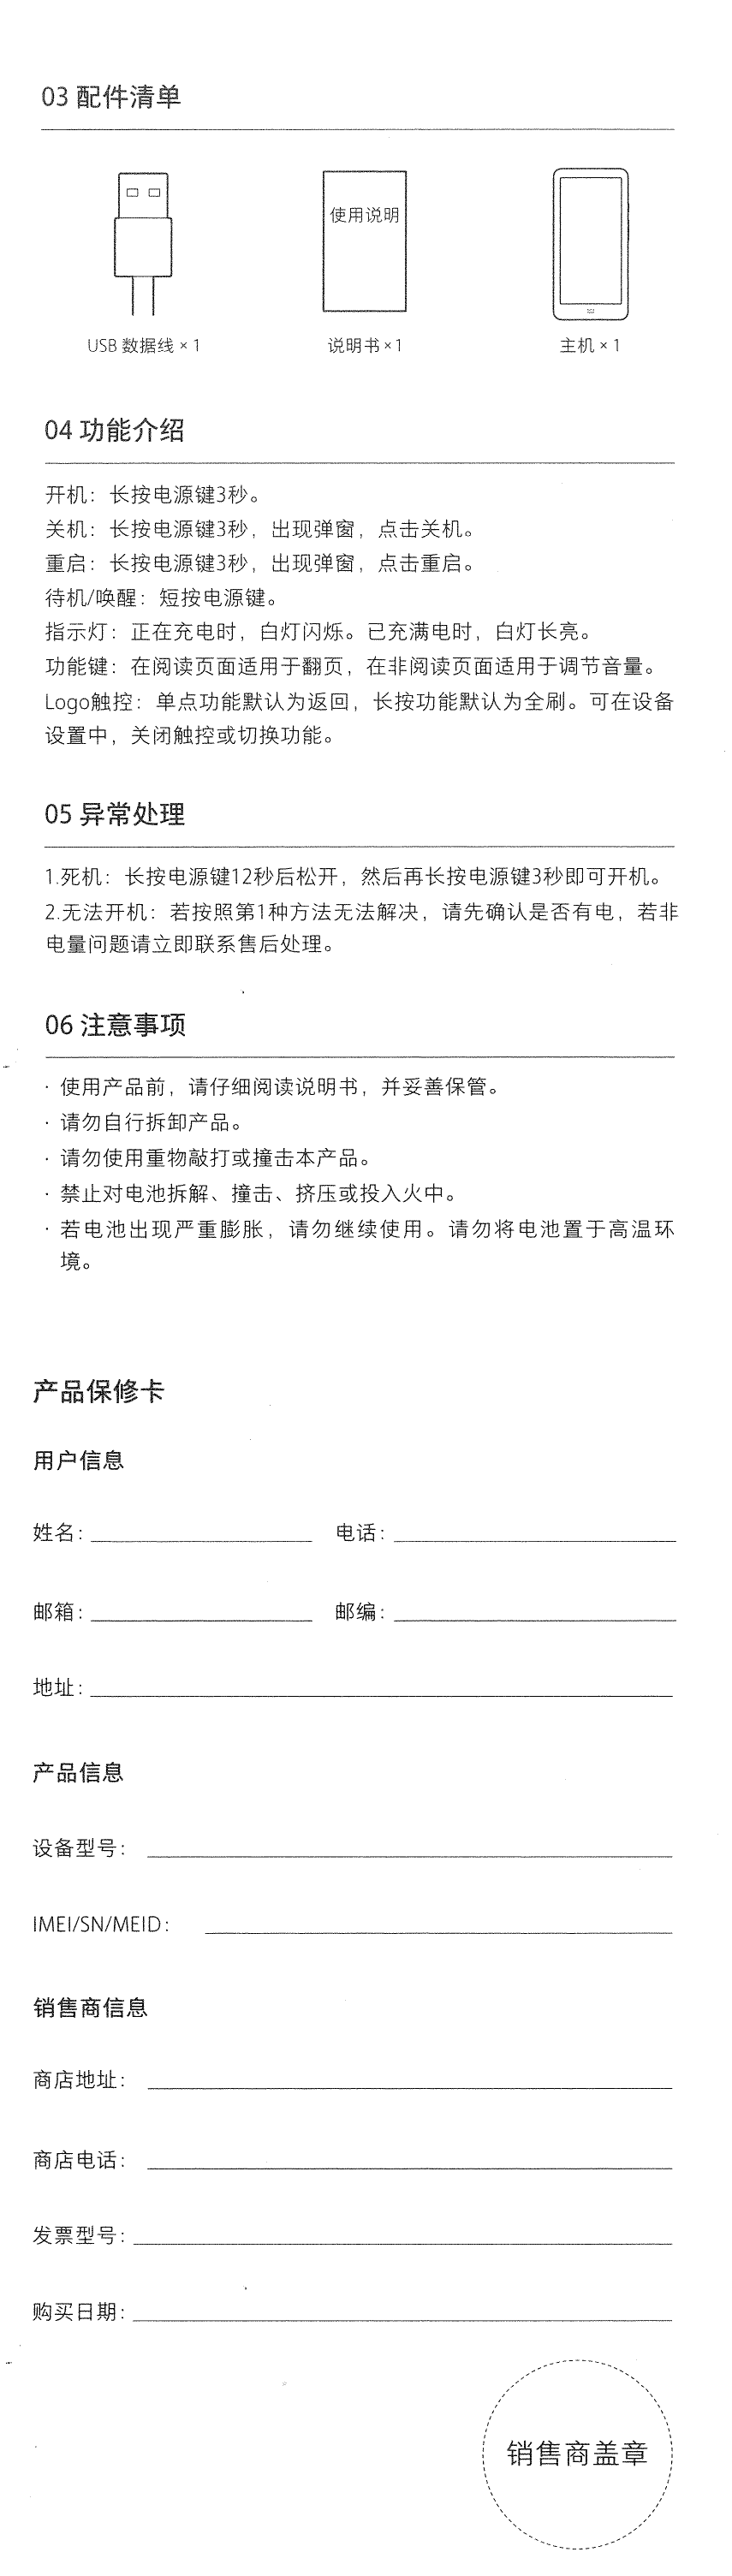 03 配件清单
使用说明
USB 数据线 × 1
说明书 × 1
主机 × 1
04 功能介绍
开机：长按电源键3秒。
关机：长按电源键3秒，出现弹窗，点击关机。
重启：长按电源键3秒，出现弹窗，点击重启。
待机/唤醒：短按电源键。
指示灯：正在充电时，白灯闪烁。已充满电时，白灯长亮。
功能键：在阅读页面适用于翻页，在非阅读页面适用于调节音量。
Logo触控：单点功能默认为返回，长按功能默认为全刷。可在设备
设置中，关闭触控或切换功能。
05 异常处理
1.死机：长按电源键12秒后松开，然后再长按电源键3秒即可开机。
2.无法开机：若按照第1种方法无法解决，请先确认是否有电，若非
电量问题请立即联系售后处理。
06 注意事项
· 使用产品前，请仔细阅读说明书，并妥善保管。
· 请勿自行拆卸产品。
· 请勿使用重物敲打或撞击本产品。
· 禁止对电池拆解、撞击、挤压或投入火中。
· 若电池出现严重膨胀，请勿继续使用。请勿将电池置于高温环
境。
产品保修卡
用户信息
姓名： 电话：
邮箱： 邮编：
地址：
产品信息
设备型号：
IMEI/SN/MEID：
销售商信息
商店地址：
商店电话：
发票型号：
购买日期：
销售商盖章